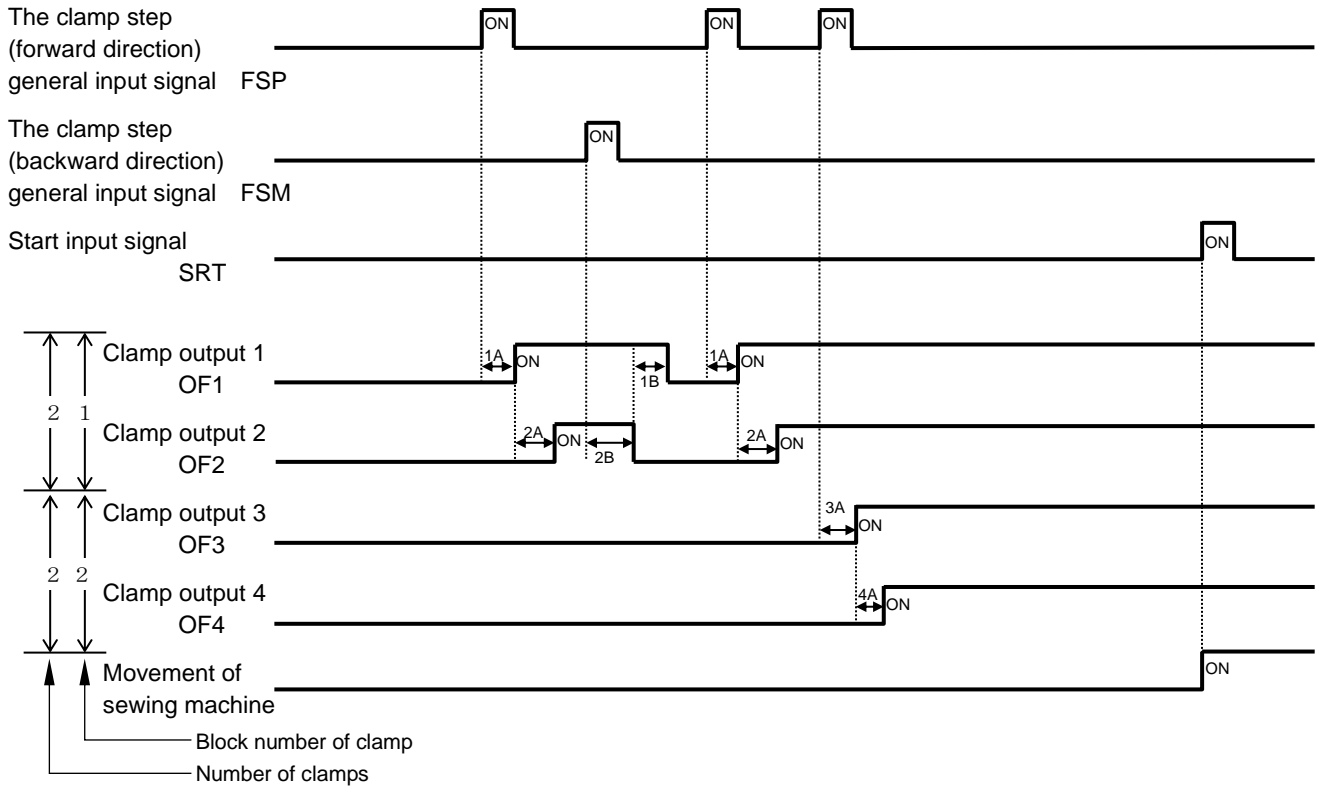 The clamp step
(forward direction)
general input signal FSP
ON ON ON
The clamp step
(backward direction)
general input signal FSM
ON
Start input signal
SRT
ON
Clamp output 1
OF1
1A ON 1B 1A ON
2 1
Clamp output 2
OF2
2A ON 2B 2A ON
Clamp output 3
OF3
3A ON
2 2
Clamp output 4
OF4
4A ON
Movement of
sewing machine
ON
Block number of clamp
Number of clamps